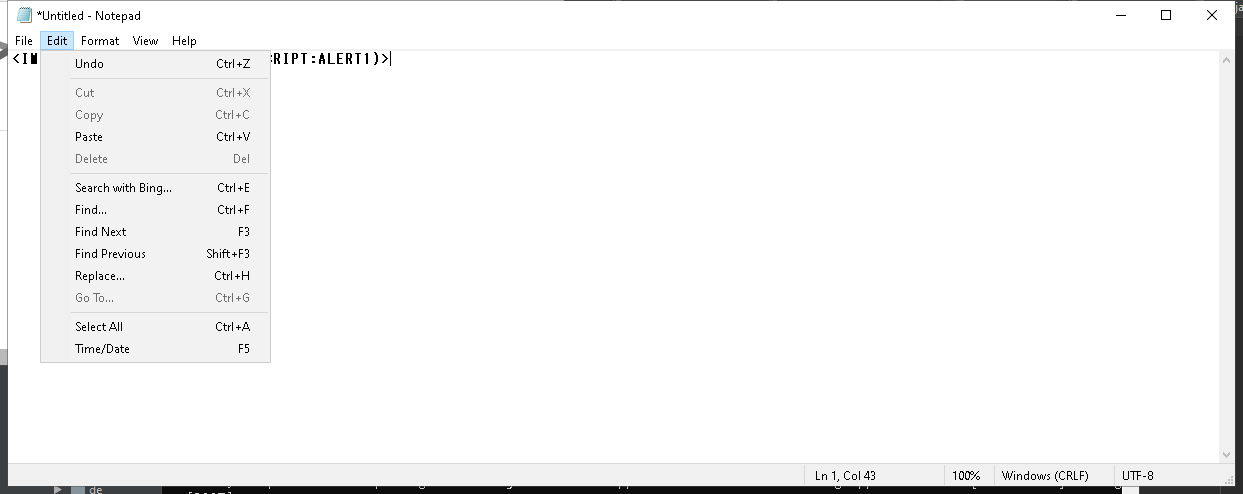 *Untitled - Notepad
File Edit Format View Help
<IM RIPT:ALERT1)>
Undo Ctrl+Z
Cut Ctrl+X
Copy Ctrl+C
Paste Ctrl+V
Delete Del
Search with Bing... Ctrl+E
Find... Ctrl+F
Find Next F3
Find Previous Shift+F3
Replace... Ctrl+H
Go To... Ctrl+G
Select All Ctrl+A
Time/Date F5
Ln 1, Col 43 100% Windows (CRLF) UTF-8
de